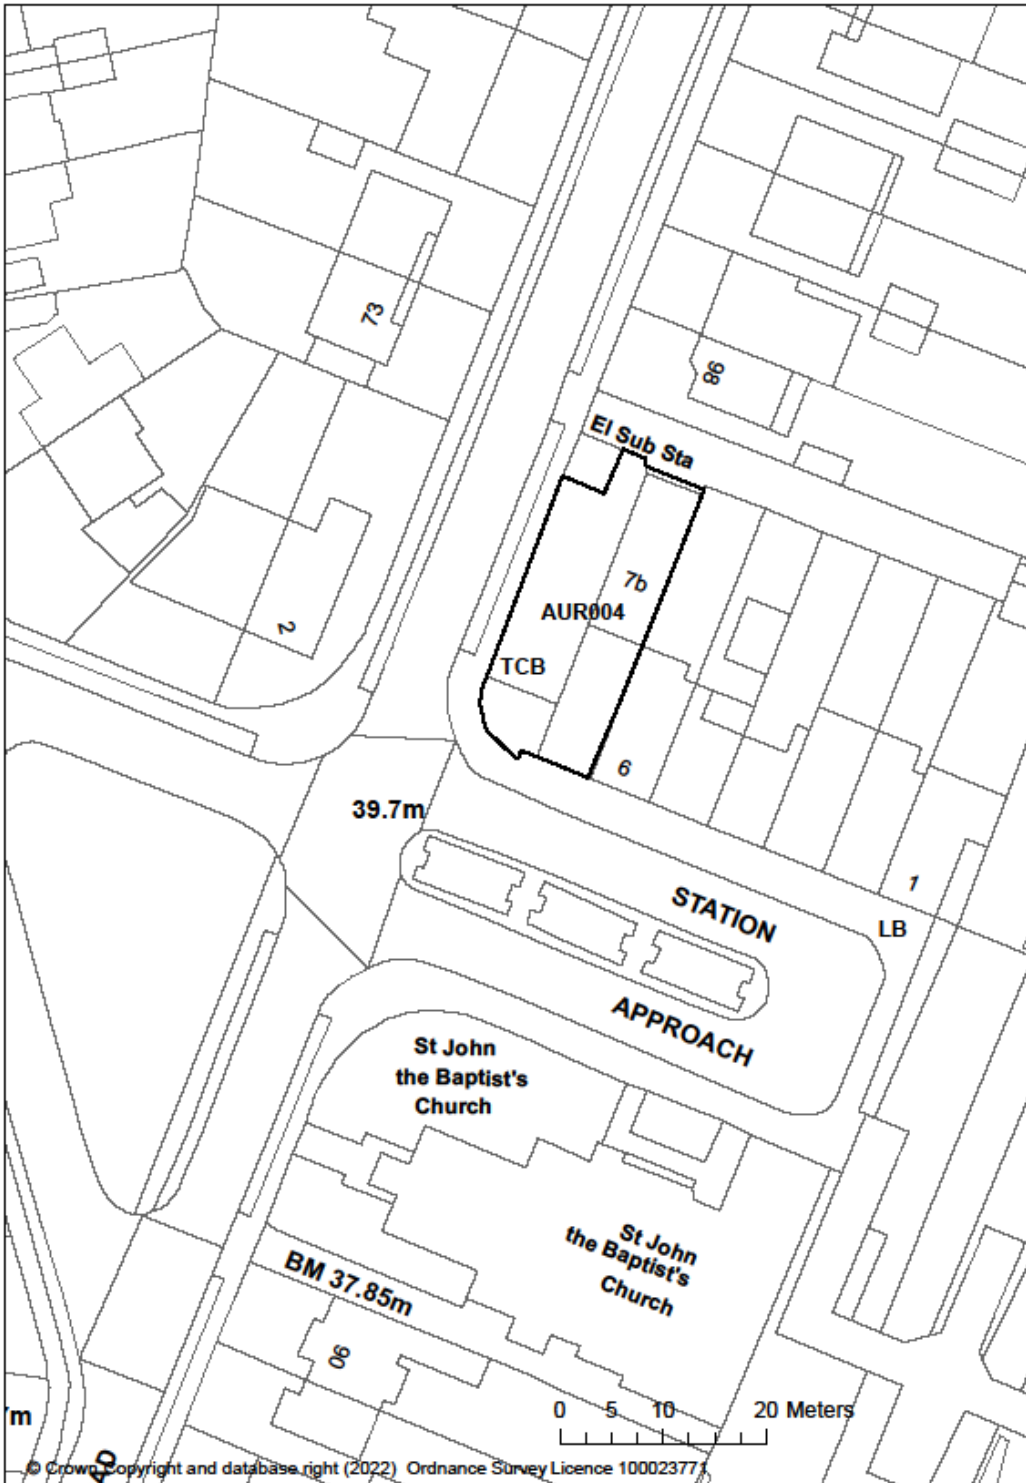 73
98
El Sub Sta
7b
AUR004
2
TCB
6
39.7m
1
STATION
LB
APPROACH
St John
the Baptist's
Church
St John
the Baptist's
Church
BM 37.85m
90
0 5 10 20 Meters
© Crown Copyright and database right (2022) Ordnance Survey Licence 100023771